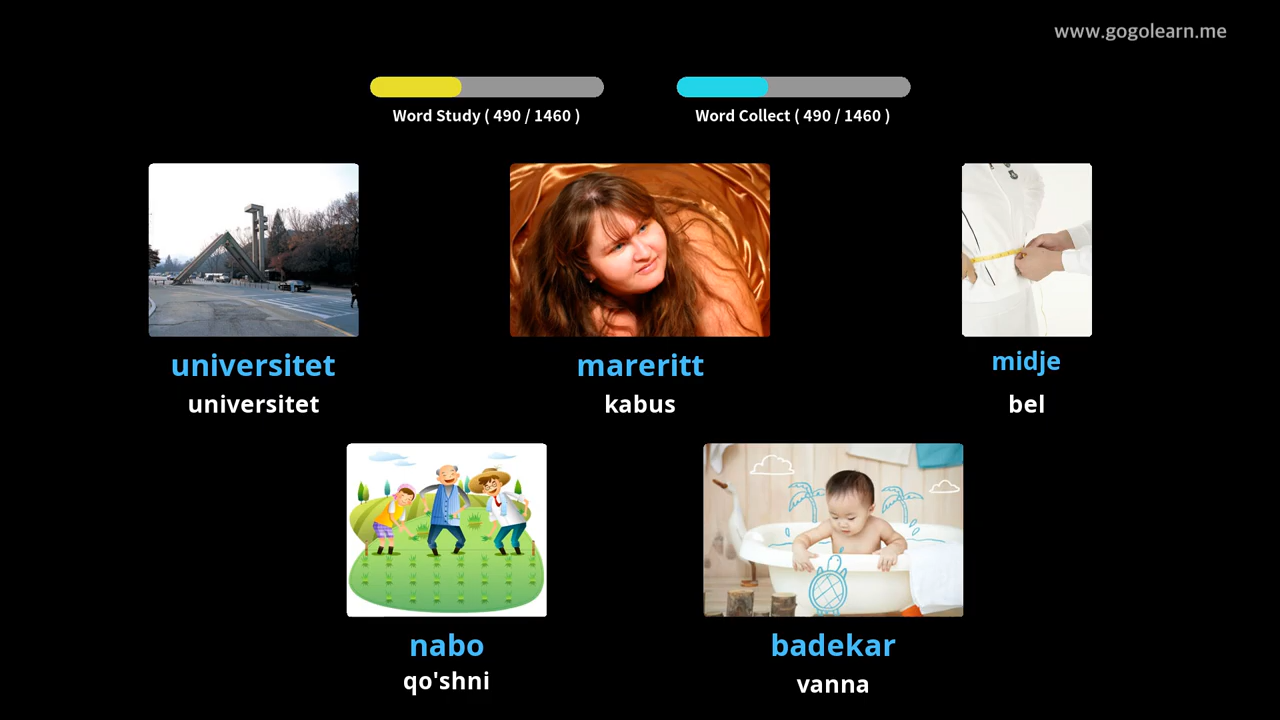 www.gogolearn.me
Word Study ( 490 / 1460 )
Word Collect ( 490 / 1460 )
universitet
universitet
mareritt
kabus
midje
bel
nabo
qo'shni
badekar
vanna